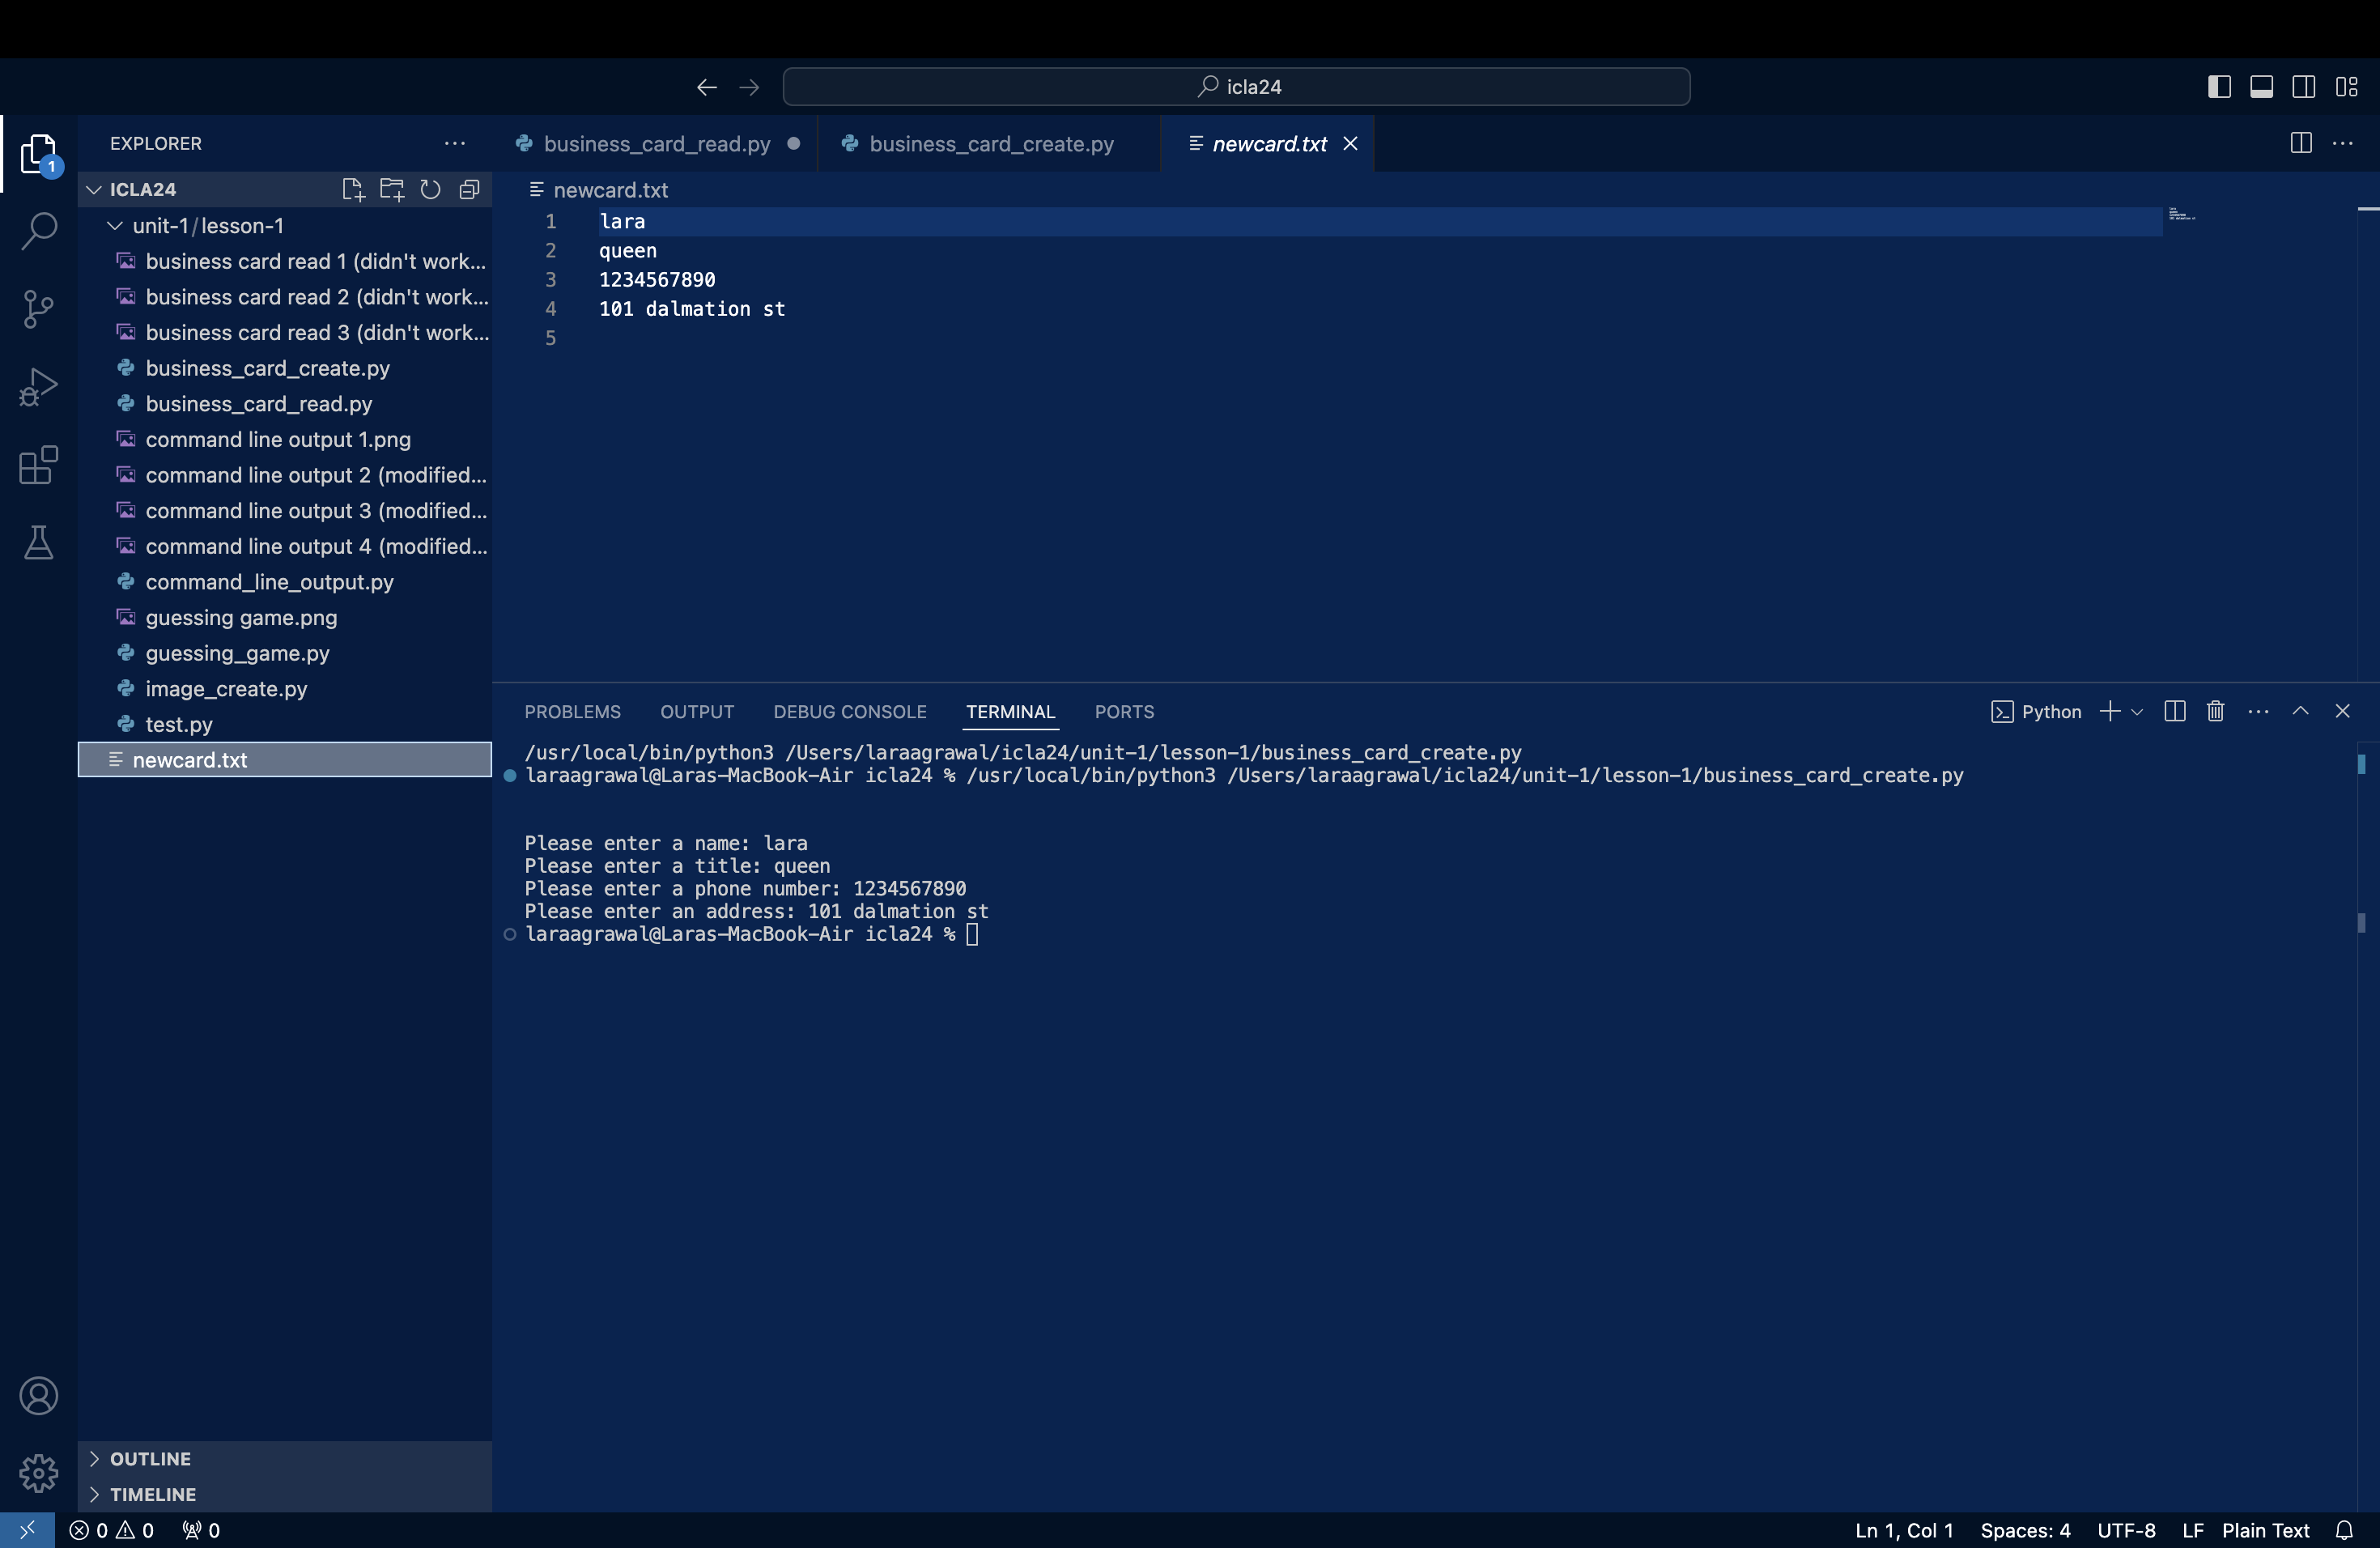 icla24
EXPLORER
business_card_read.py
business_card_create.py
newcard.txt
1
ICLA24
unit-1/lesson-1
business card read 1 (didn't work...
business card read 2 (didn't work...
business card read 3 (didn't work...
business_card_create.py
business_card_read.py
command line output 1.png
command line output 2 (modified...
command line output 3 (modified...
command line output 4 (modified...
command_line_output.py
guessing game.png
guessing_game.py
image_create.py
test.py
newcard.txt
newcard.txt
1 lara
2 queen
3 1234567890
4 101 dalmation st
5
PROBLEMS OUTPUT DEBUG CONSOLE TERMINAL PORTS
Python
/usr/local/bin/python3 /Users/laraagrawal/icla24/unit-1/lesson-1/business_card_create.py
laraagrawal@Laras-MacBook-Air icla24 % /usr/local/bin/python3 /Users/laraagrawal/icla24/unit-1/lesson-1/business_card_create.py
Please enter a name: lara
Please enter a title: queen
Please enter a phone number: 1234567890
Please enter an address: 101 dalmation st
laraagrawal@Laras-MacBook-Air icla24 %
OUTLINE
TIMELINE
0 0 0
Ln 1, Col 1 Spaces: 4 UTF-8 LF Plain Text